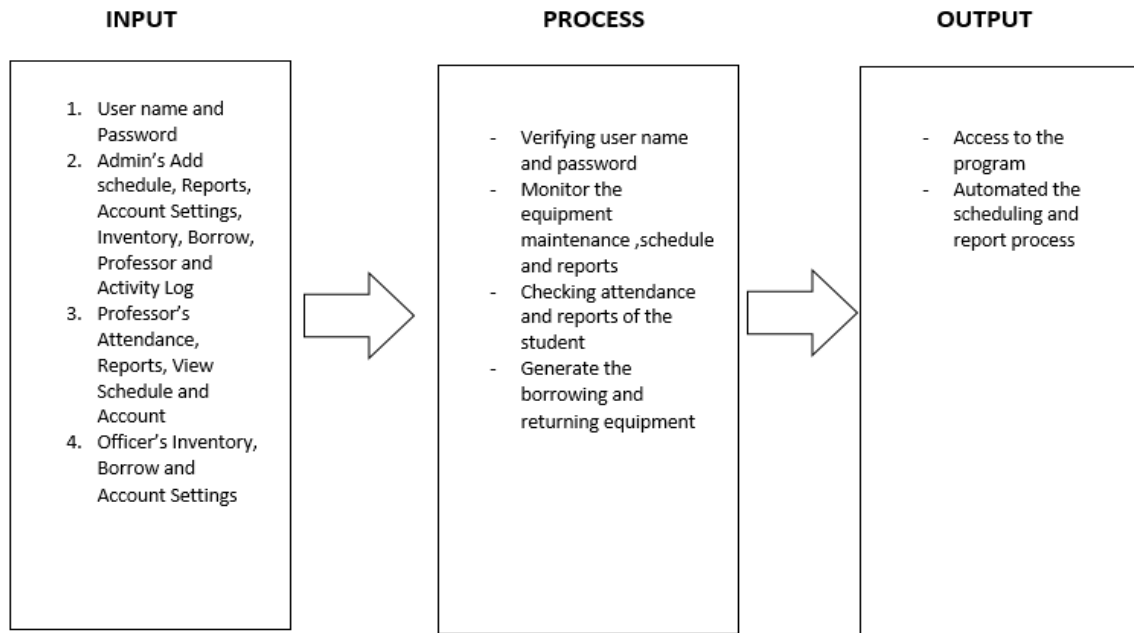 INPUT
1. User name and
Password
2. Admin's Add
schedule, Reports,
Account Settings,
Inventory, Borrow,
Professor and
Activity Log
3. Professor's
Attendance,
Reports, View
Schedule and
Account
4. Officer's Inventory,
Borrow and
Account Settings
PROCESS
- Verifying user name
and password
- Monitor the
equipment
maintenance ,schedule
and reports
- Checking attendance
and reports of the
student
- Generate the
borrowing and
returning equipment
OUTPUT
- Access to the
program
- Automated the
scheduling and
report process